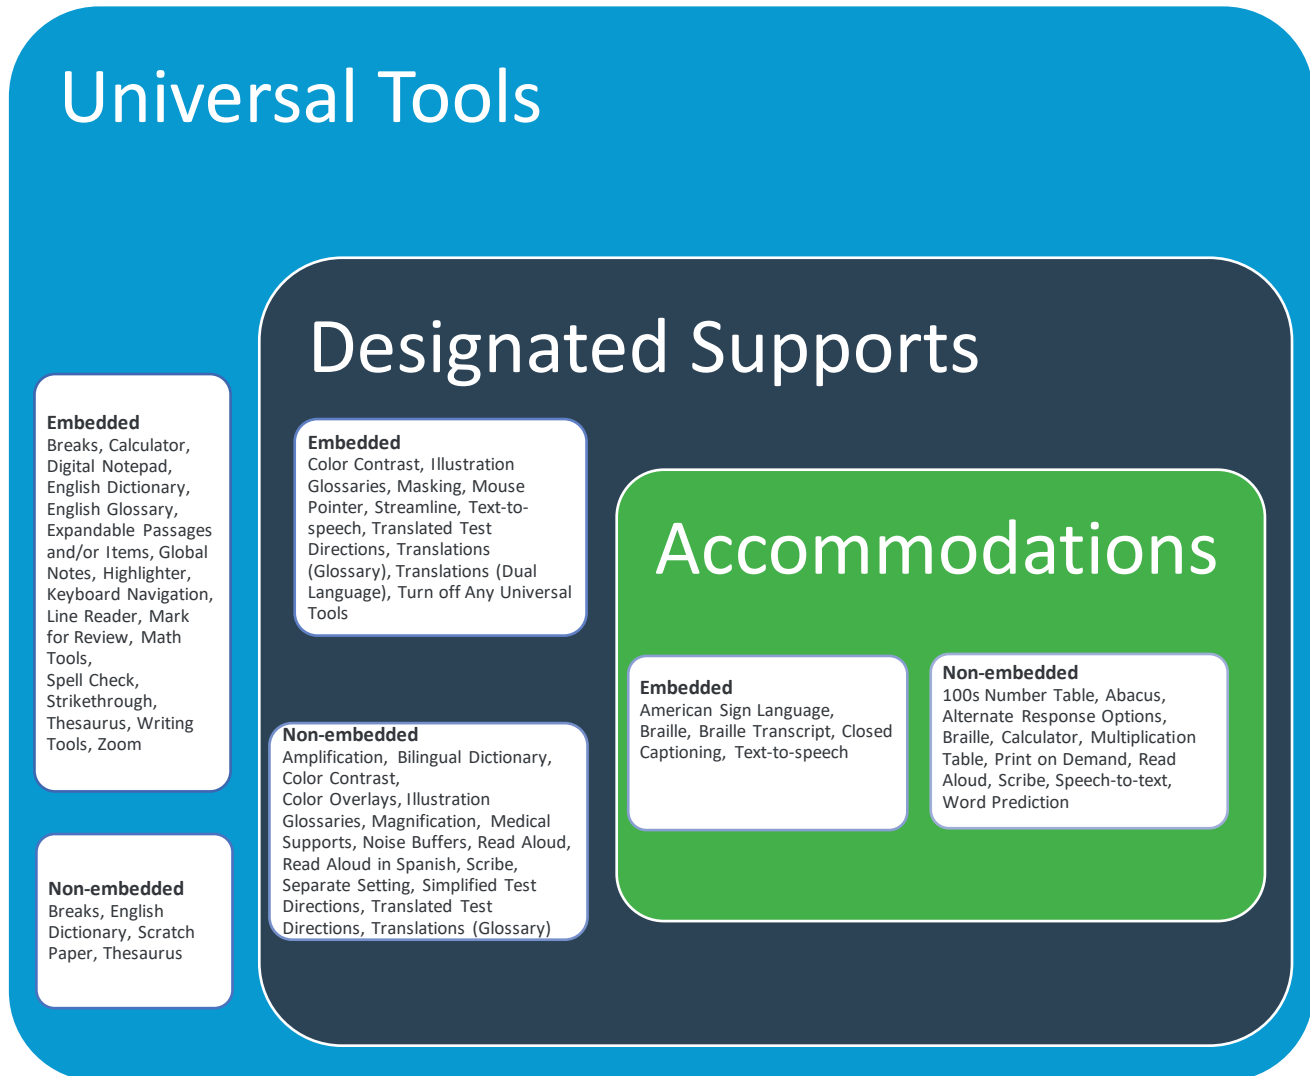 Universal Tools
Embedded
Breaks, Calculator,
Digital Notepad,
English Dictionary,
English Glossary,
Expandable Passages
and/or Items, Global
Notes, Highlighter,
Keyboard Navigation,
Line Reader, Mark
for Review, Math
Tools,
Spell Check,
Strikethrough,
Thesaurus, Writing
Tools, Zoom
Non-embedded
Breaks, English
Dictionary, Scratch
Paper, Thesaurus
Designated Supports
Embedded
Color Contrast, Illustration
Glossaries, Masking, Mouse
Pointer, Streamline, Text-to-
speech, Translated Test
Directions, Translations
(Glossary), Translations (Dual
Language), Turn off Any Universal
Tools
Non-embedded
Amplification, Bilingual Dictionary,
Color Contrast,
Color Overlays, Illustration
Glossaries, Magnification, Medical
Supports, Noise Buffers, Read Aloud,
Read Aloud in Spanish, Scribe,
Separate Setting, Simplified Test
Directions, Translated Test
Directions, Translations (Glossary)
Accommodations
Embedded
American Sign Language,
Braille, Braille Transcript, Closed
Captioning, Text-to-speech
Non-embedded
100s Number Table, Abacus,
Alternate Response Options,
Braille, Calculator, Multiplication
Table, Print on Demand, Read
Aloud, Scribe, Speech-to-text,
Word Prediction